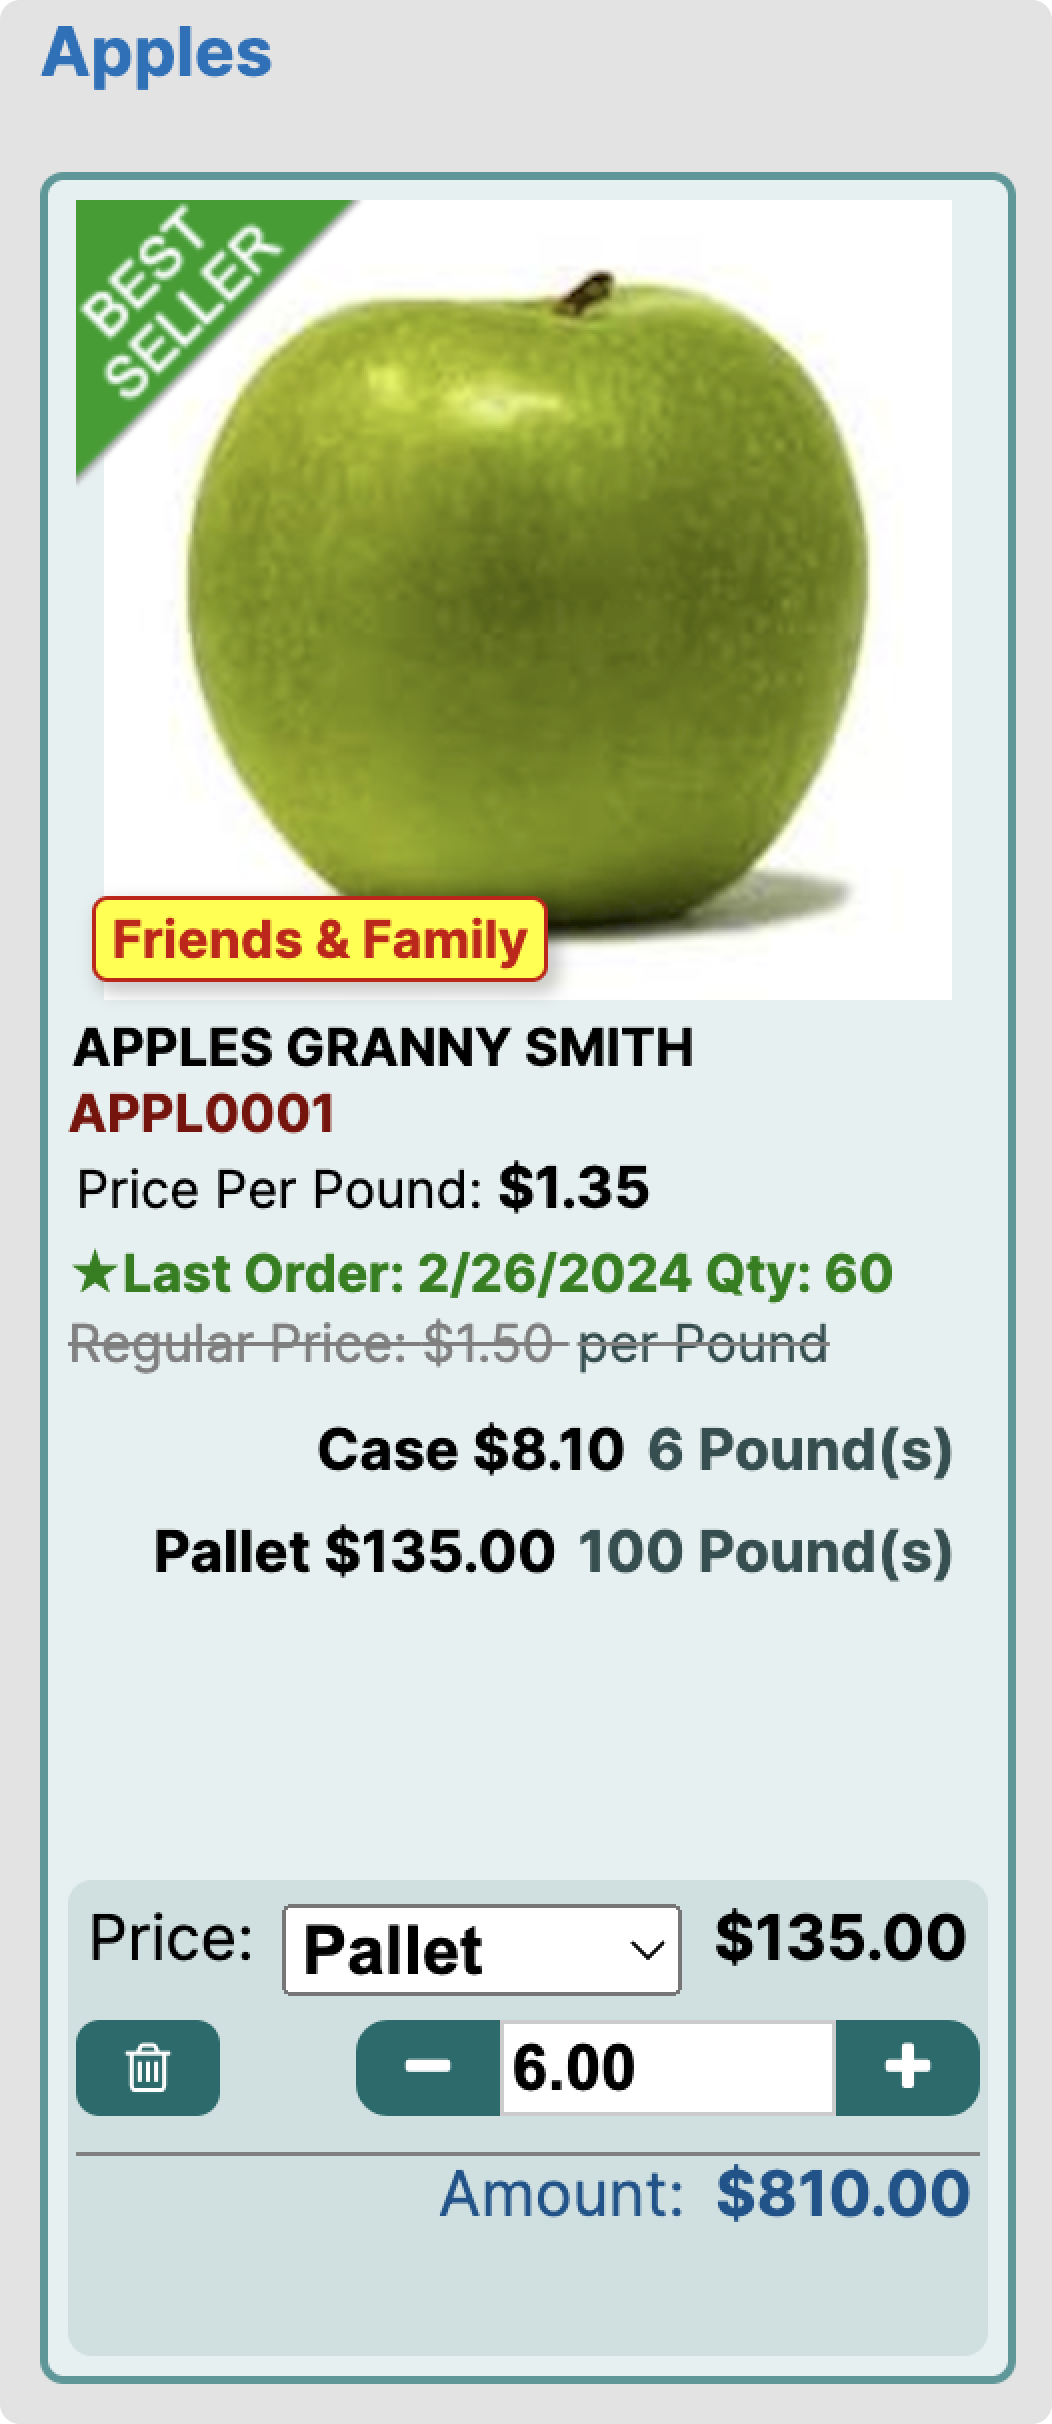 Apples
BEST
SELLER
Friends & Family
APPLES GRANNY SMITH
APPL0001
Price Per Pound: $1.35
★Last Order: 2/26/2024 Qty: 60
Regular Price: $1.50 per Pound
Case $8.10 6 Pound(s)
Pallet $135.00 100 Pound(s)
Price: Pallet $135.00
6.00
Amount: $810.00